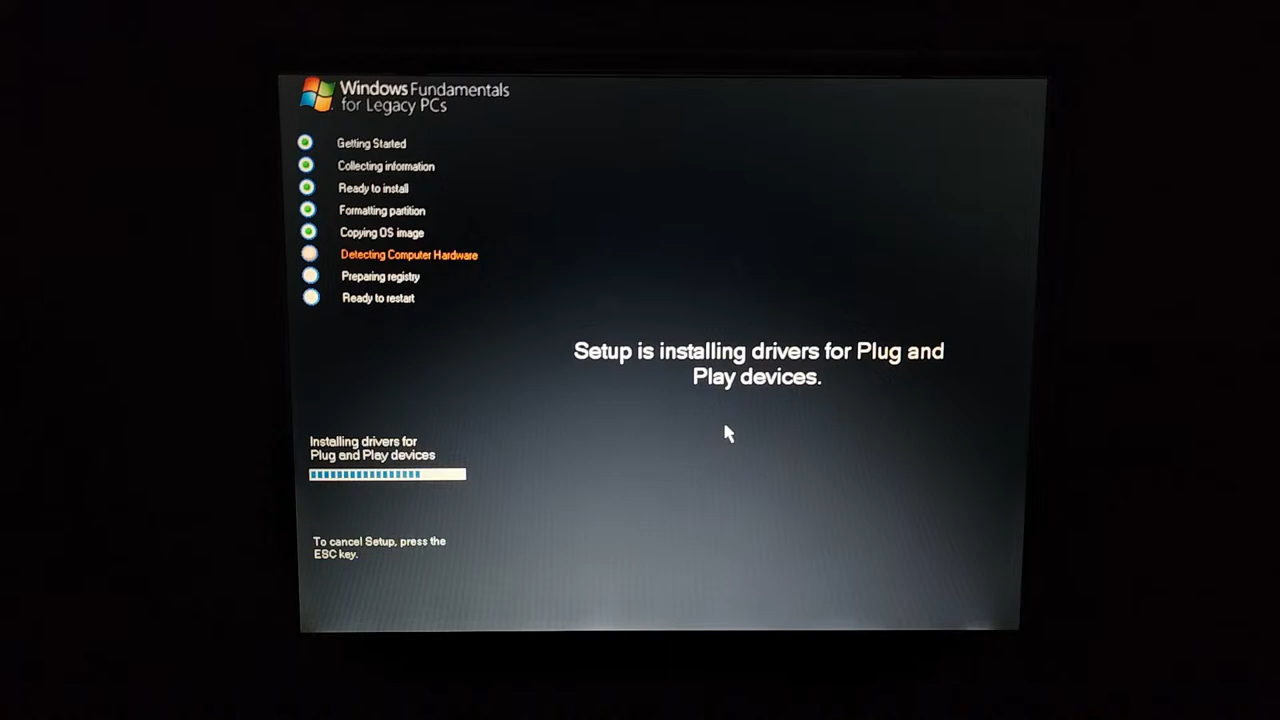 Windows Fundamentals
for Legacy PCs
Getting Started
Collecting information
Ready to install
Formatting partition
Copying OS image
Detecting Computer Hardware
Preparing registry
Ready to restart
Setup is installing drivers for Plug and
Play devices.
Installing drivers for
Plug and Play devices
To cancel Setup, press the
ESC key.